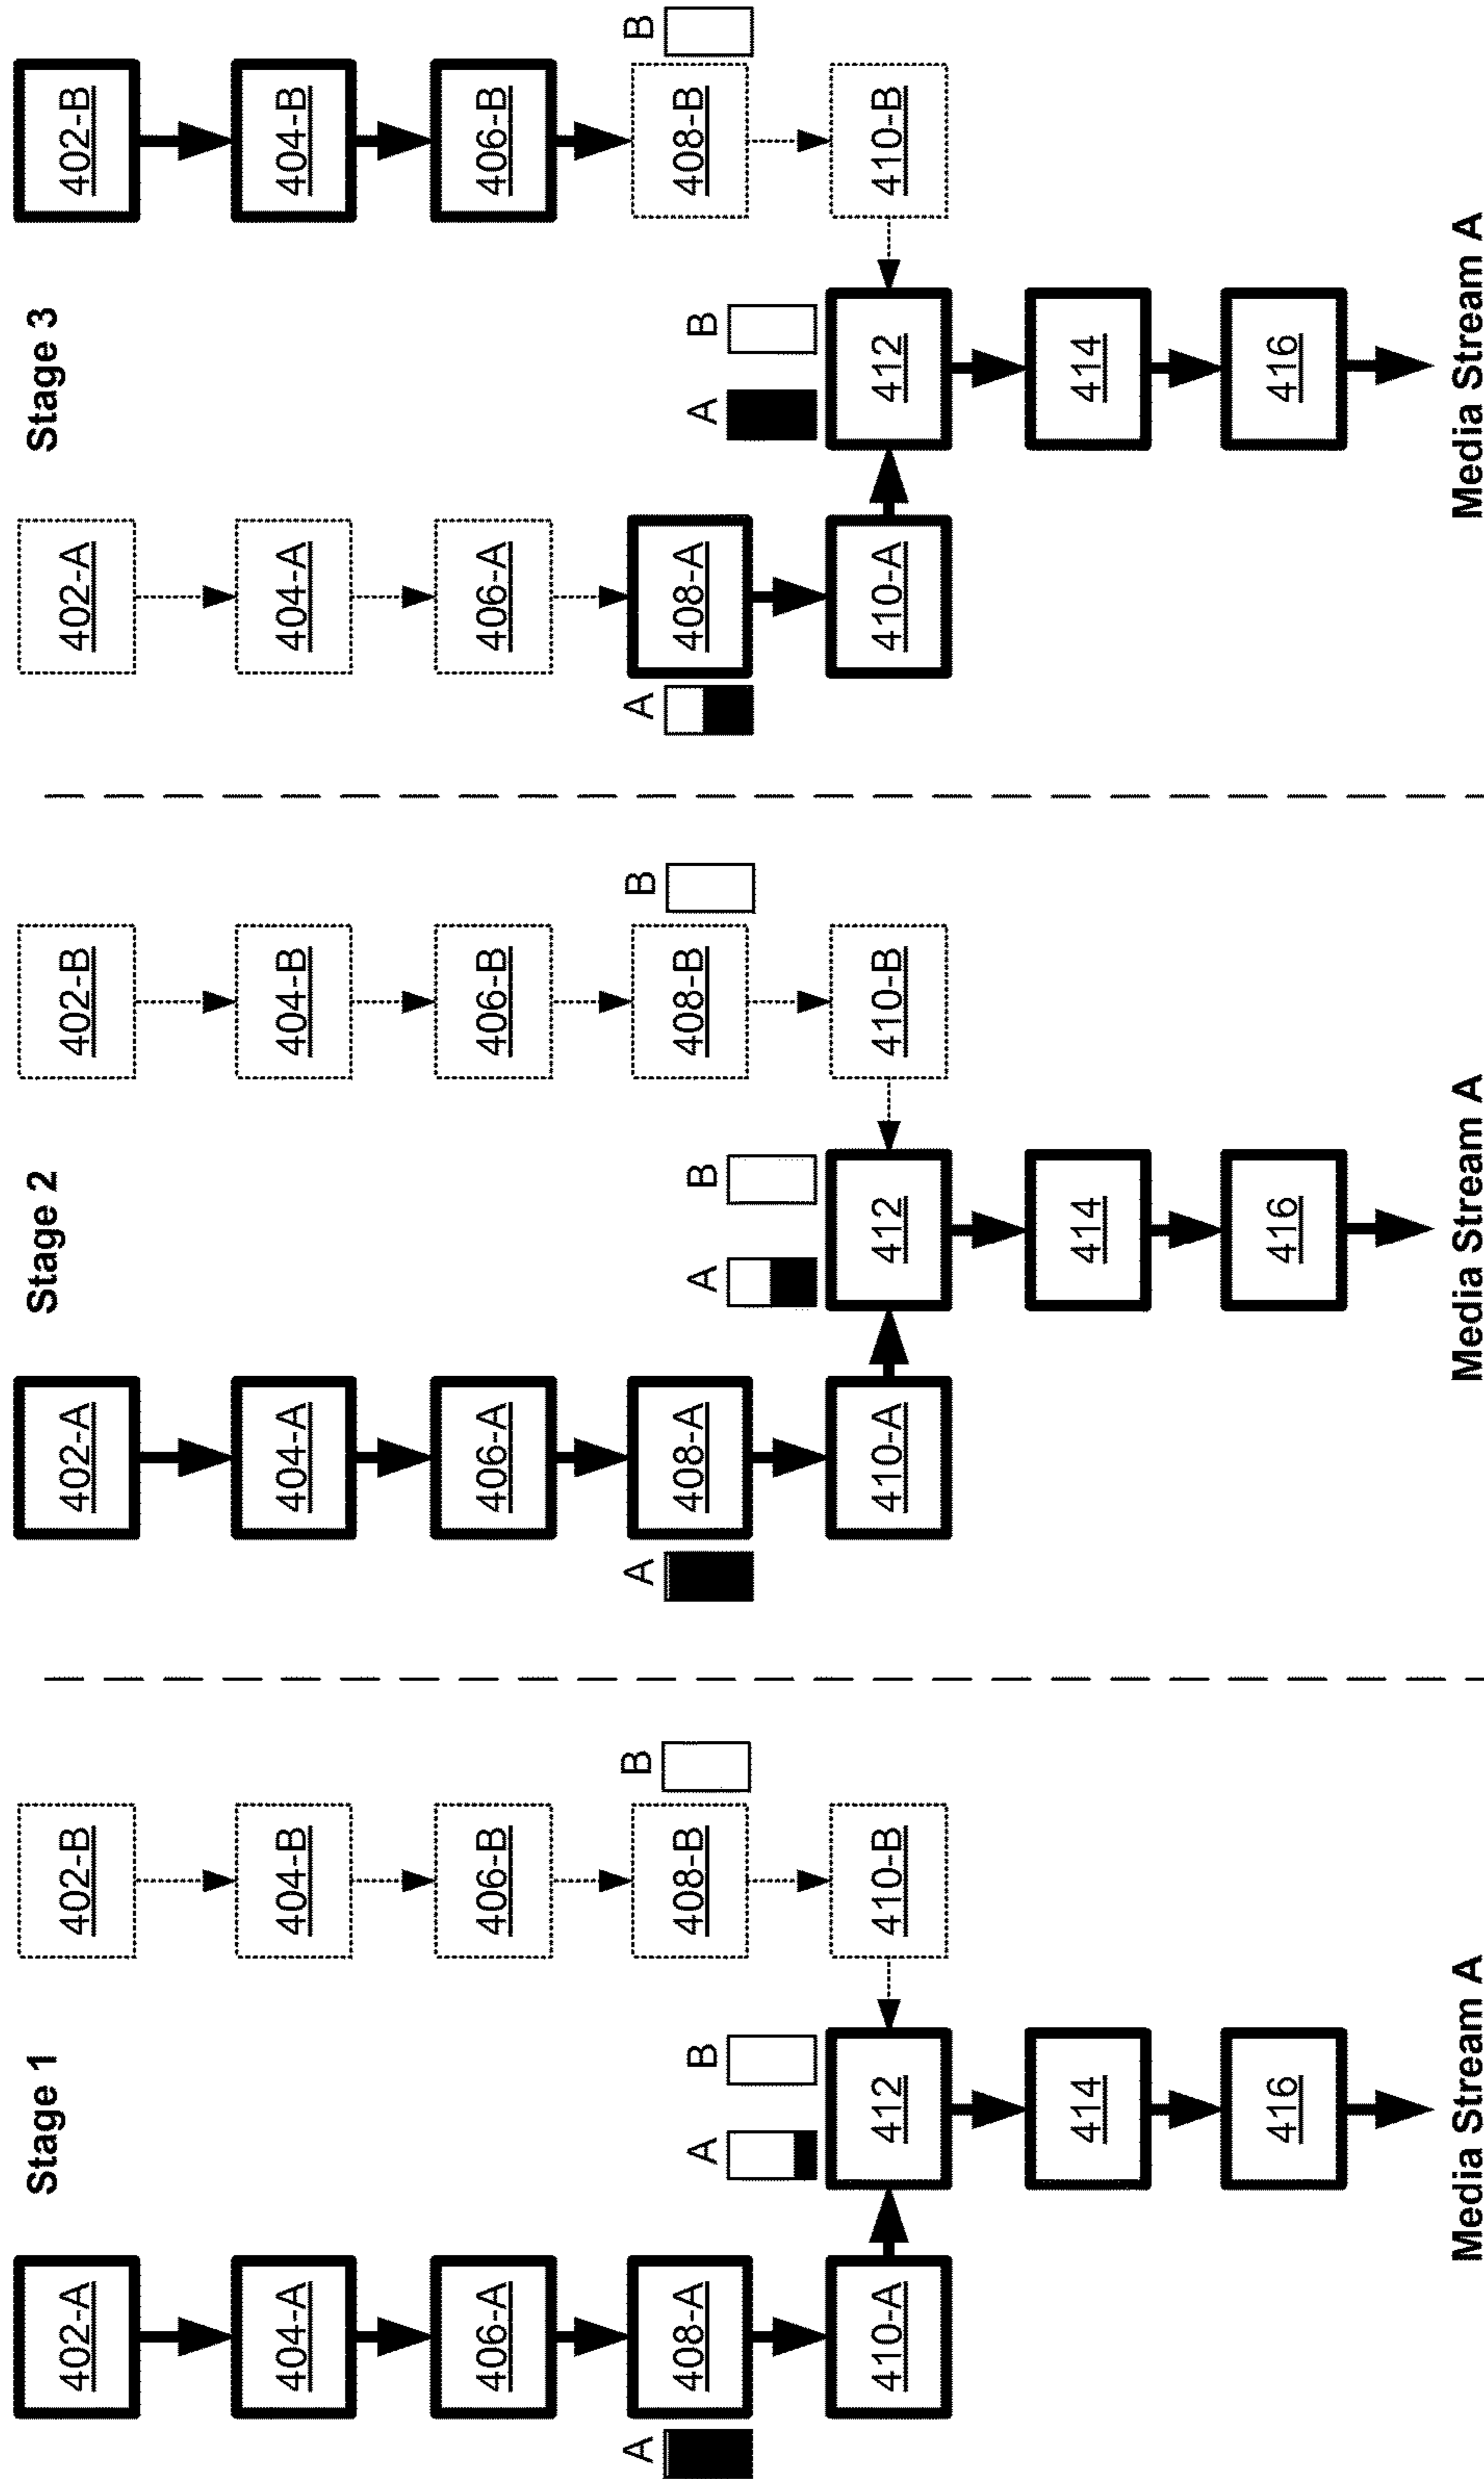 Stage 1
402-A
402-B
404-A
404-B
406-A
406-B
A
408-A
408-B
B
A
B
410-A
412
410-B
414
416
Media Stream A
Stage 2
402-A
402-B
404-A
404-B
406-A
406-B
A
408-A
408-B
B
A
B
410-A
412
410-B
414
416
Media Stream A
Stage 3
402-A
402-B
404-A
404-B
406-A
406-B
A
408-A
408-B
B
A
B
410-A
412
410-B
414
416
Media Stream A